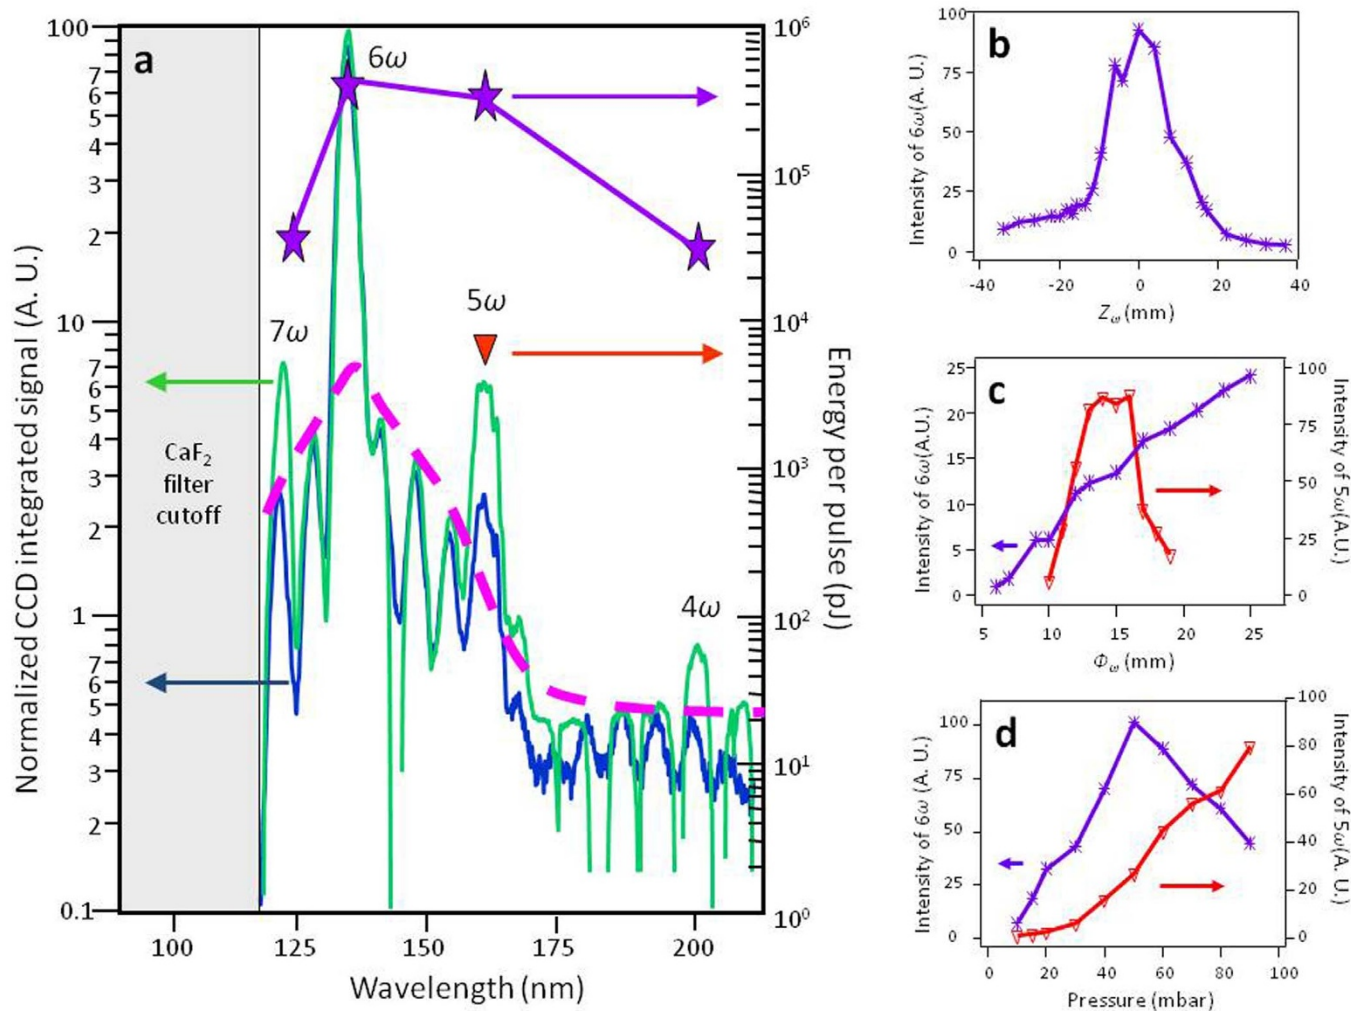 a
100
7
6
5
4
3
2
10
7
6
5
4
3
2
1
7
6
5
4
3
2
0.1
Normalized CCD integrated signal (A. U.)
6ω
7ω
5ω
4ω
CaF2
filter
cutoff
10^6
10^5
10^4
10^3
10^2
10^1
10^0
Energy per pulse (pJ)
100 125 150 175 200
Wavelength (nm)
b
100
75
50
25
0
Intensity of 6ω(A. U.)
-40 -20 0 20 40
Zω (mm)
c
25
20
15
10
5
0
Intensity of 6ω(A.U.)
100
75
50
25
0
Intensity of 5ω(A.U.)
5 10 15 20 25
Φω (mm)
d
100
75
50
25
0
Intensity of 6ω (A. U.)
100
80
60
40
20
0
Intensity of 5ω(A.U.)
0 20 40 60 80 100
Pressure (mbar)